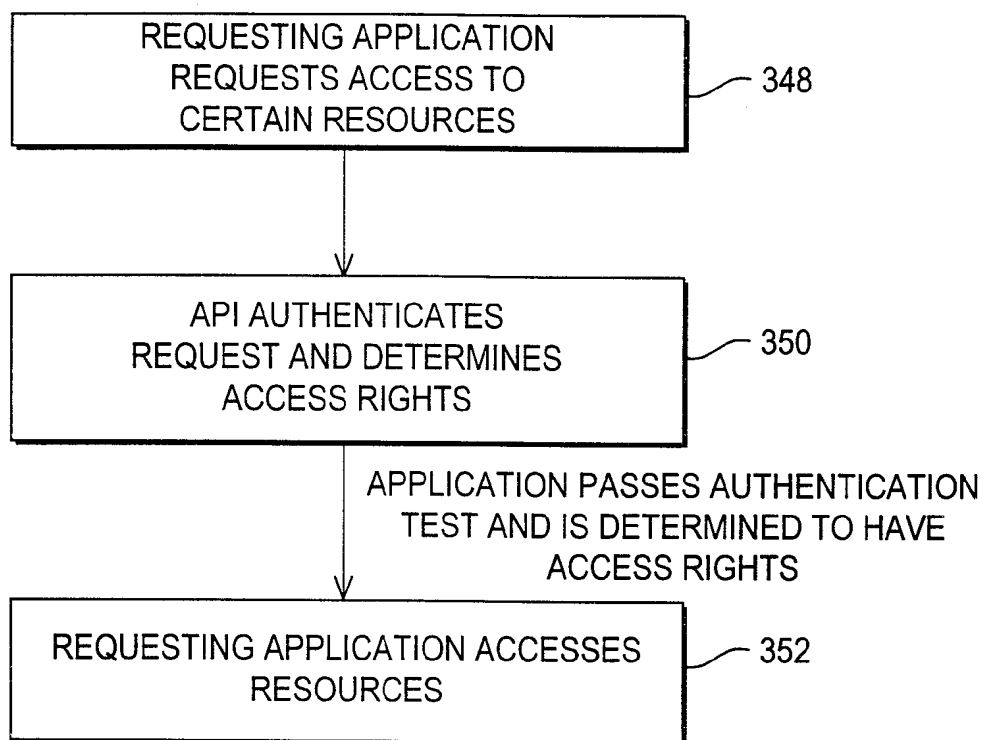 REQUESTING APPLICATION
REQUESTS ACCESS TO
CERTAIN RESOURCES
348
API AUTHENTICATES
REQUEST AND DETERMINES
ACCESS RIGHTS
350
APPLICATION PASSES AUTHENTICATION
TEST AND IS DETERMINED TO HAVE
ACCESS RIGHTS
REQUESTING APPLICATION ACCESSES
RESOURCES
352